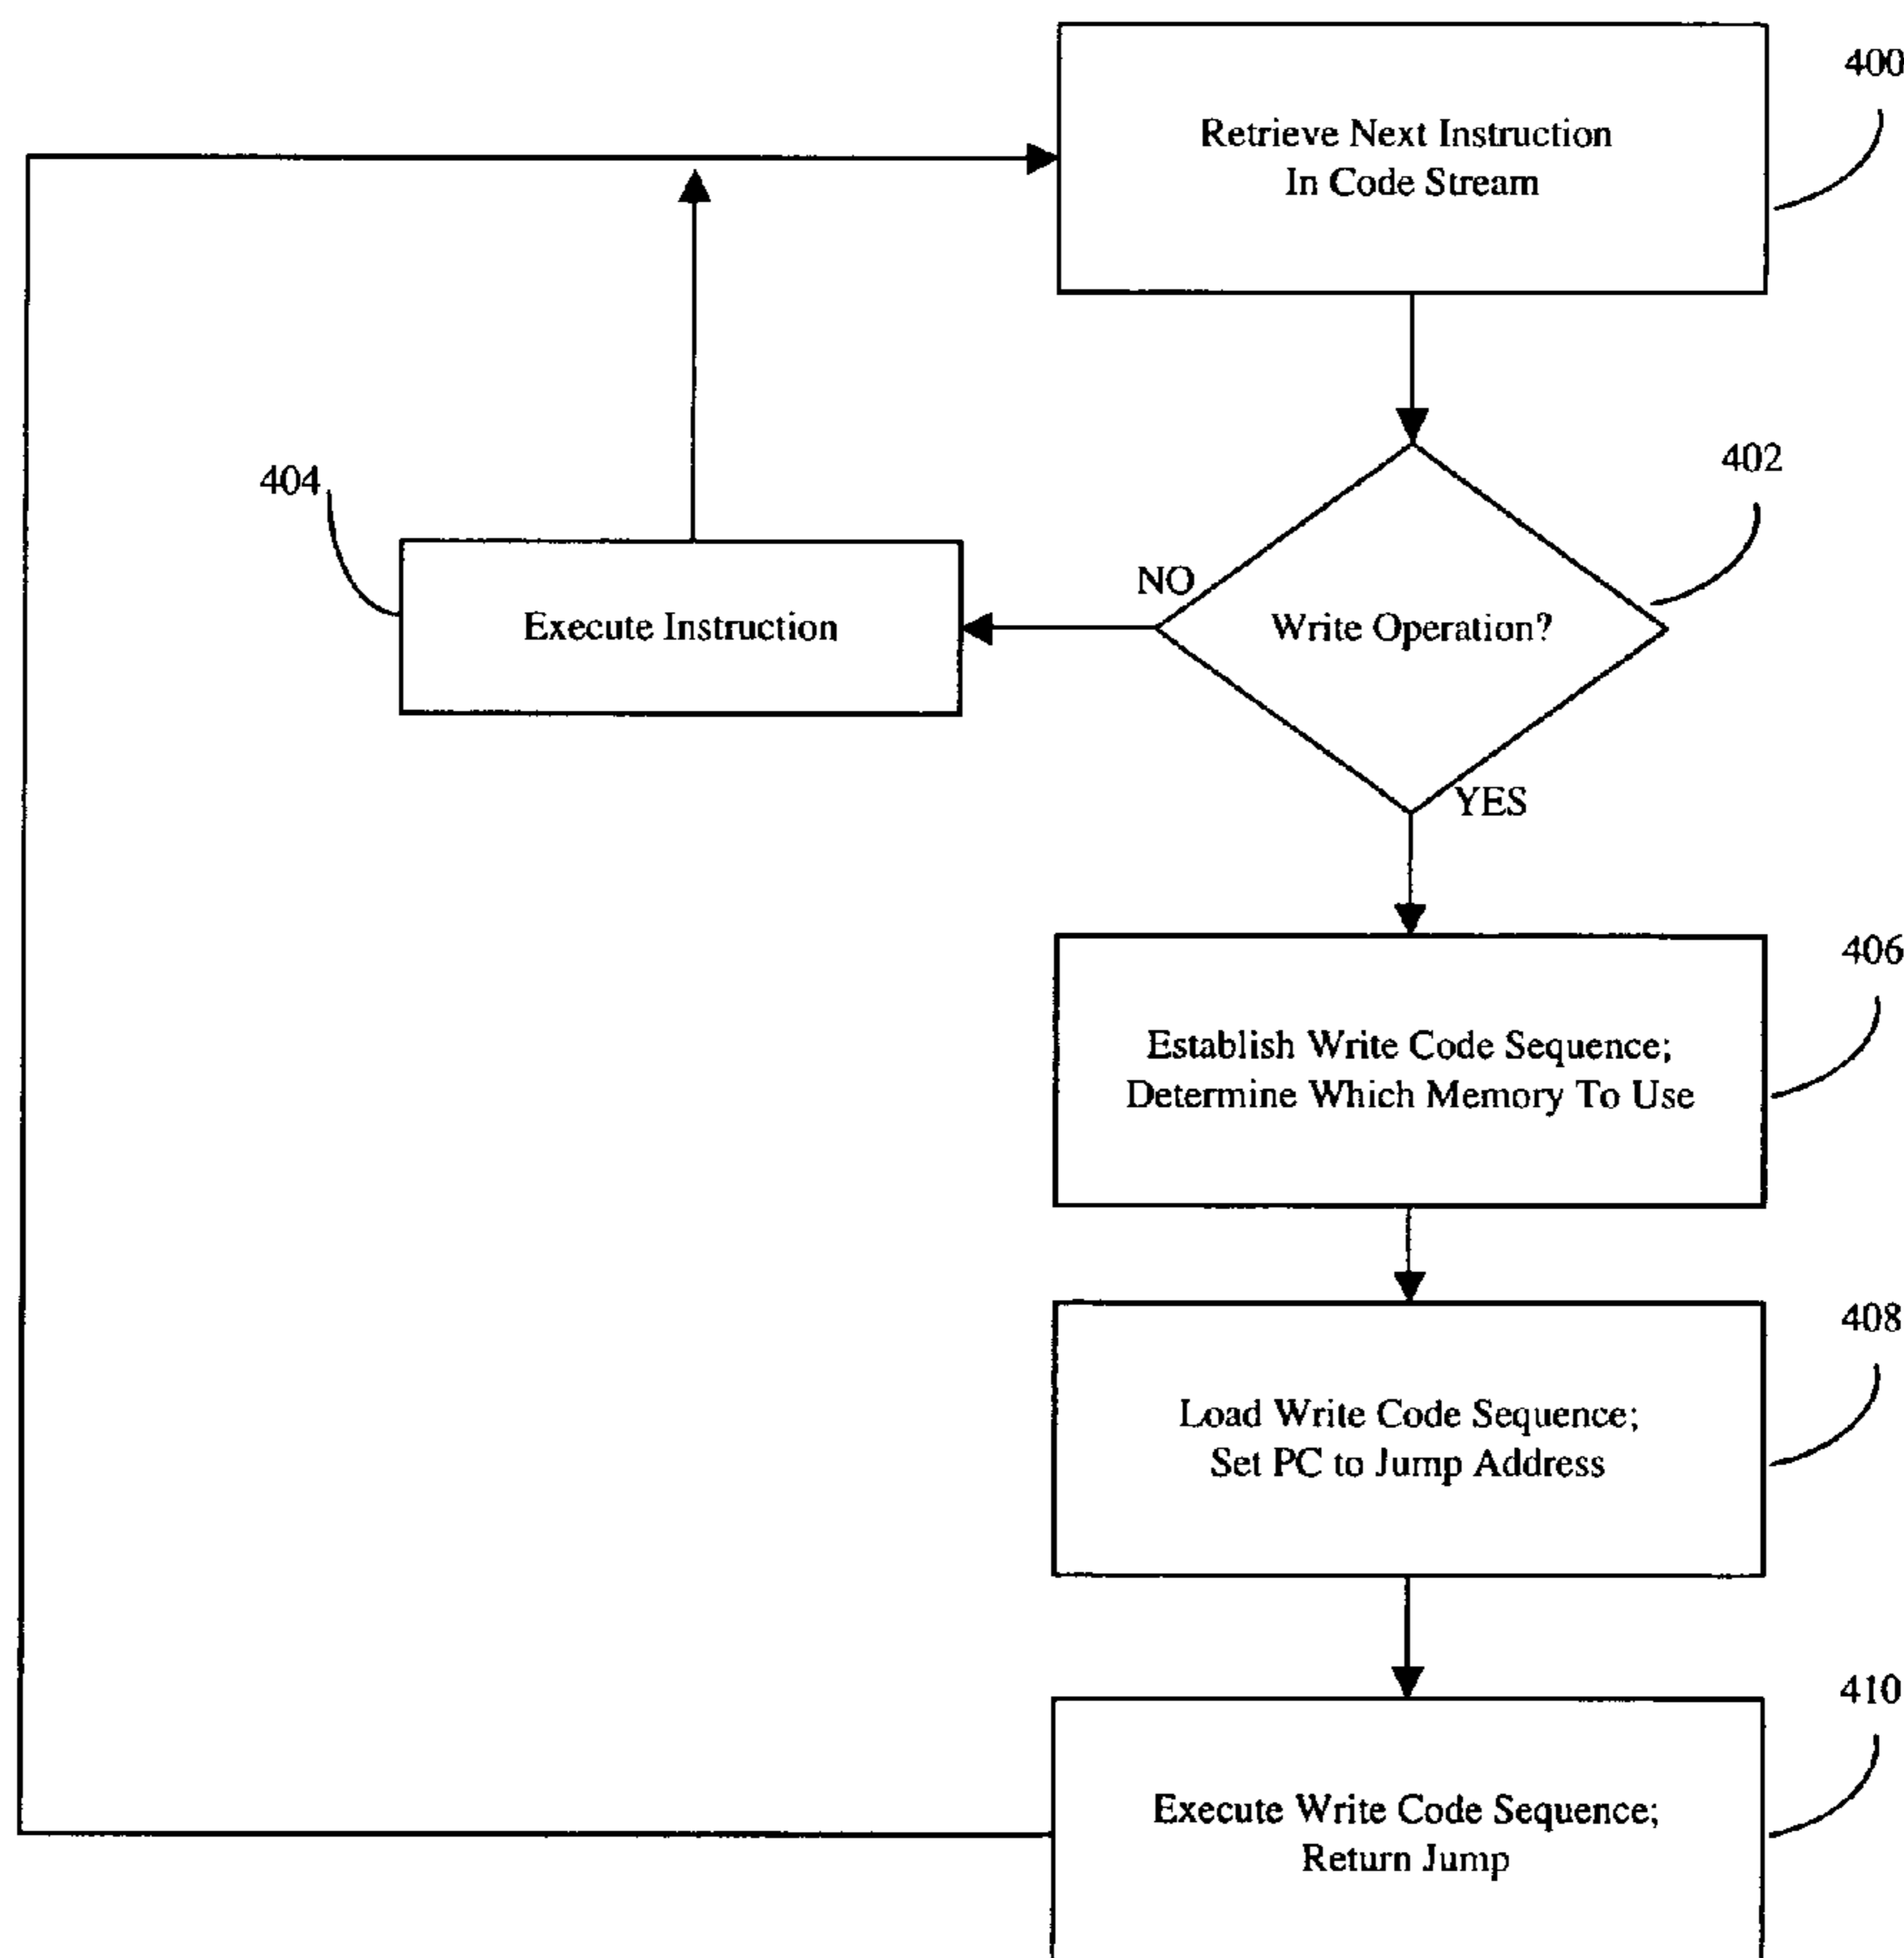 400
Retrieve Next Instruction
In Code Stream
402
404
NO
Write Operation?
Execute Instruction
YES
406
Establish Write Code Sequence;
Determine Which Memory To Use
408
Load Write Code Sequence;
Set PC to Jump Address
410
Execute Write Code Sequence;
Return Jump